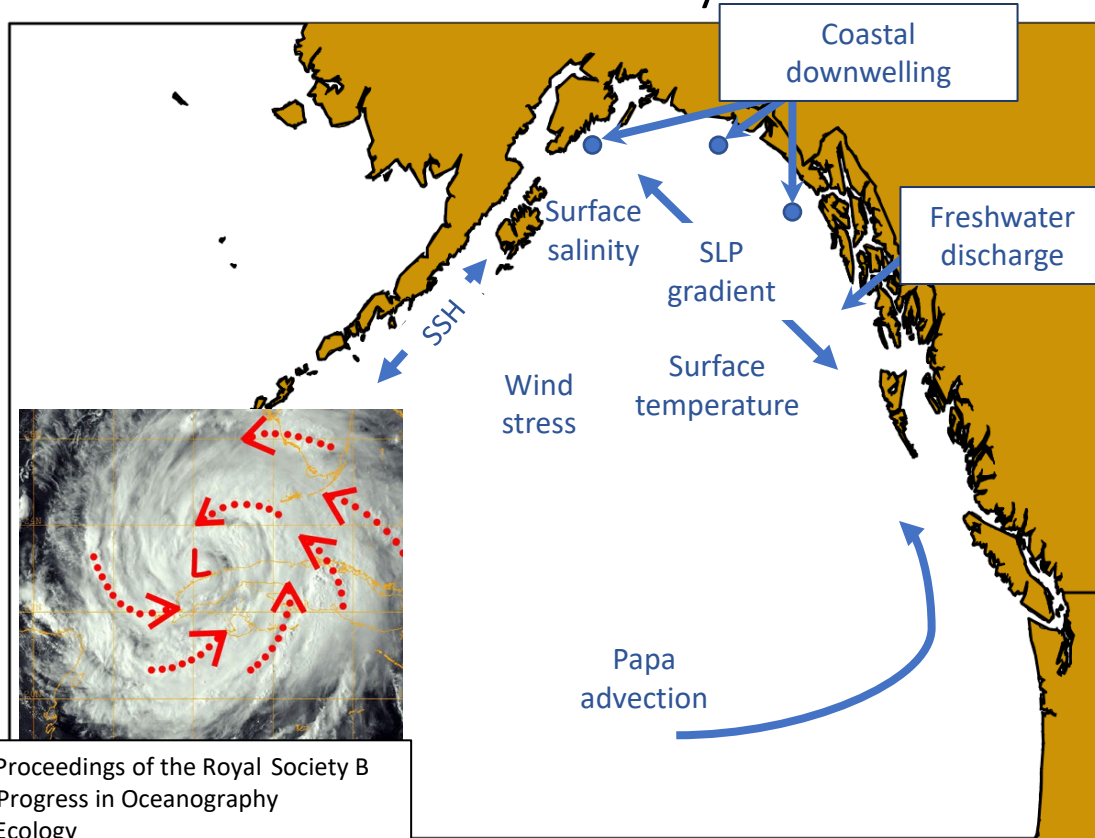 Coastal
downwelling
Freshwater
discharge
Surface
salinity
SLP
gradient
SSH
Wind
stress
Surface
temperature
L
Papa
advection
Proceedings of the Royal Society B
Progress in Oceanography
Ecology